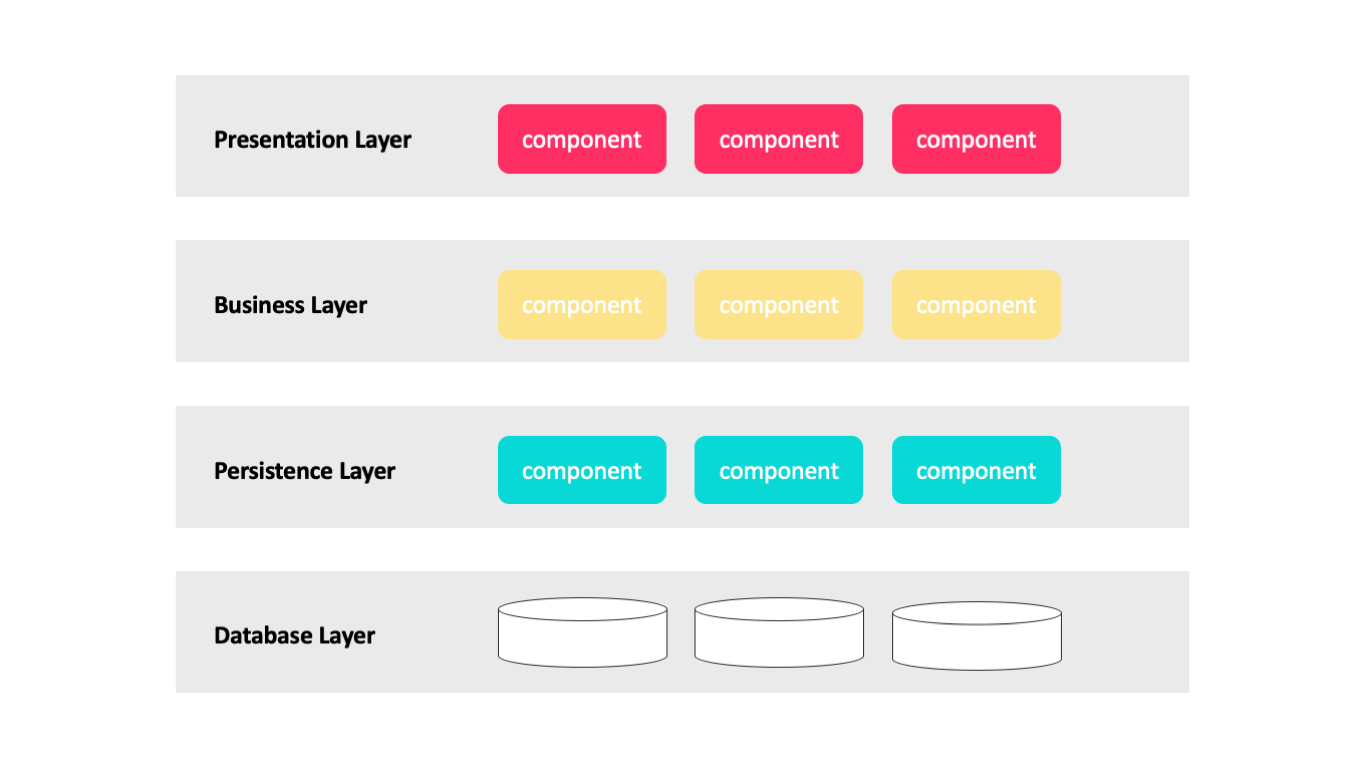 Presentation Layer component component component
Business Layer component component component
Persistence Layer component component component
Database Layer